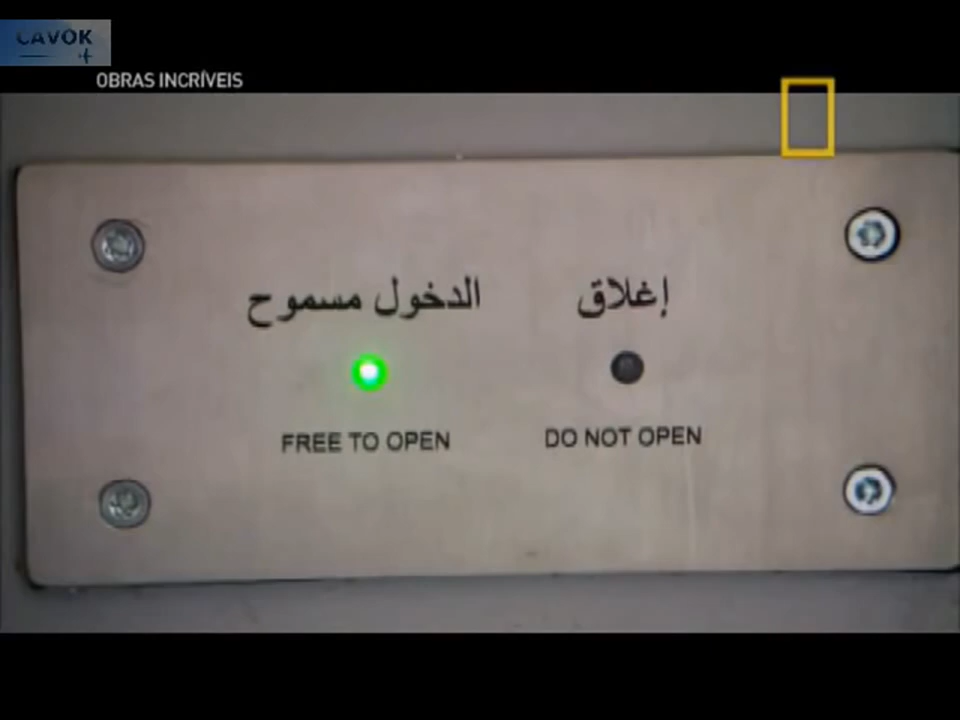 CAVOK
OBRAS INCRÍVEIS
الدخول مسموح
إغلاق
FREE TO OPEN
DO NOT OPEN